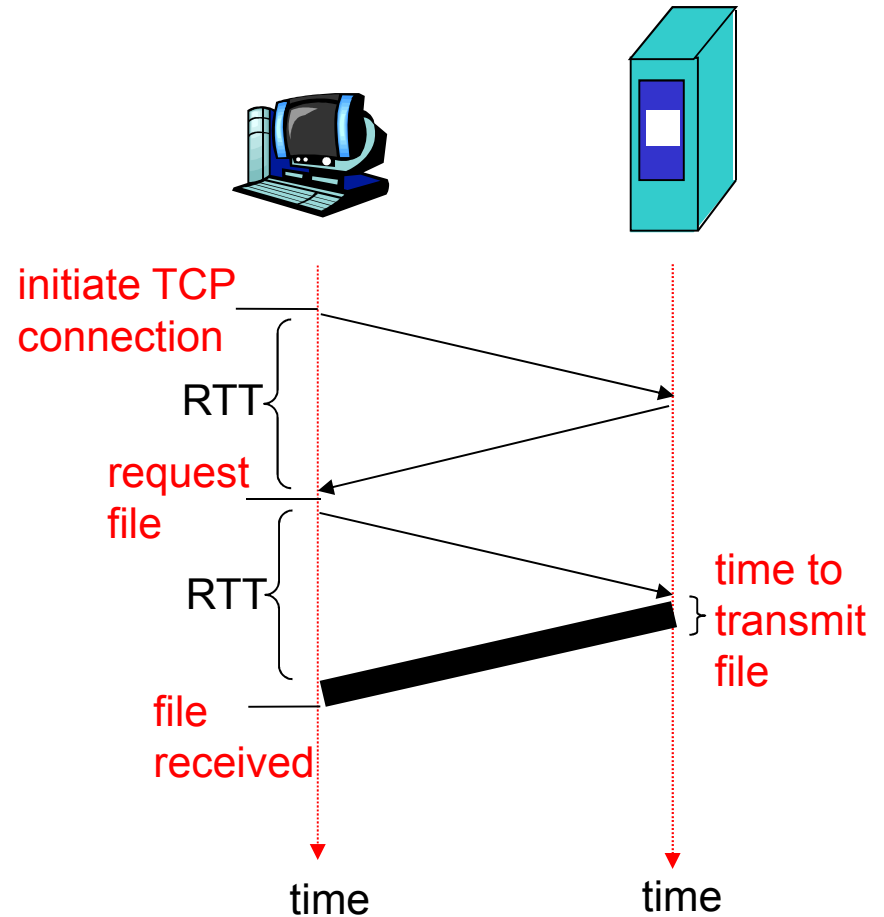 initiate TCP
connection
RTT
request
file
RTT
time to
transmit
file
file
received
time
time